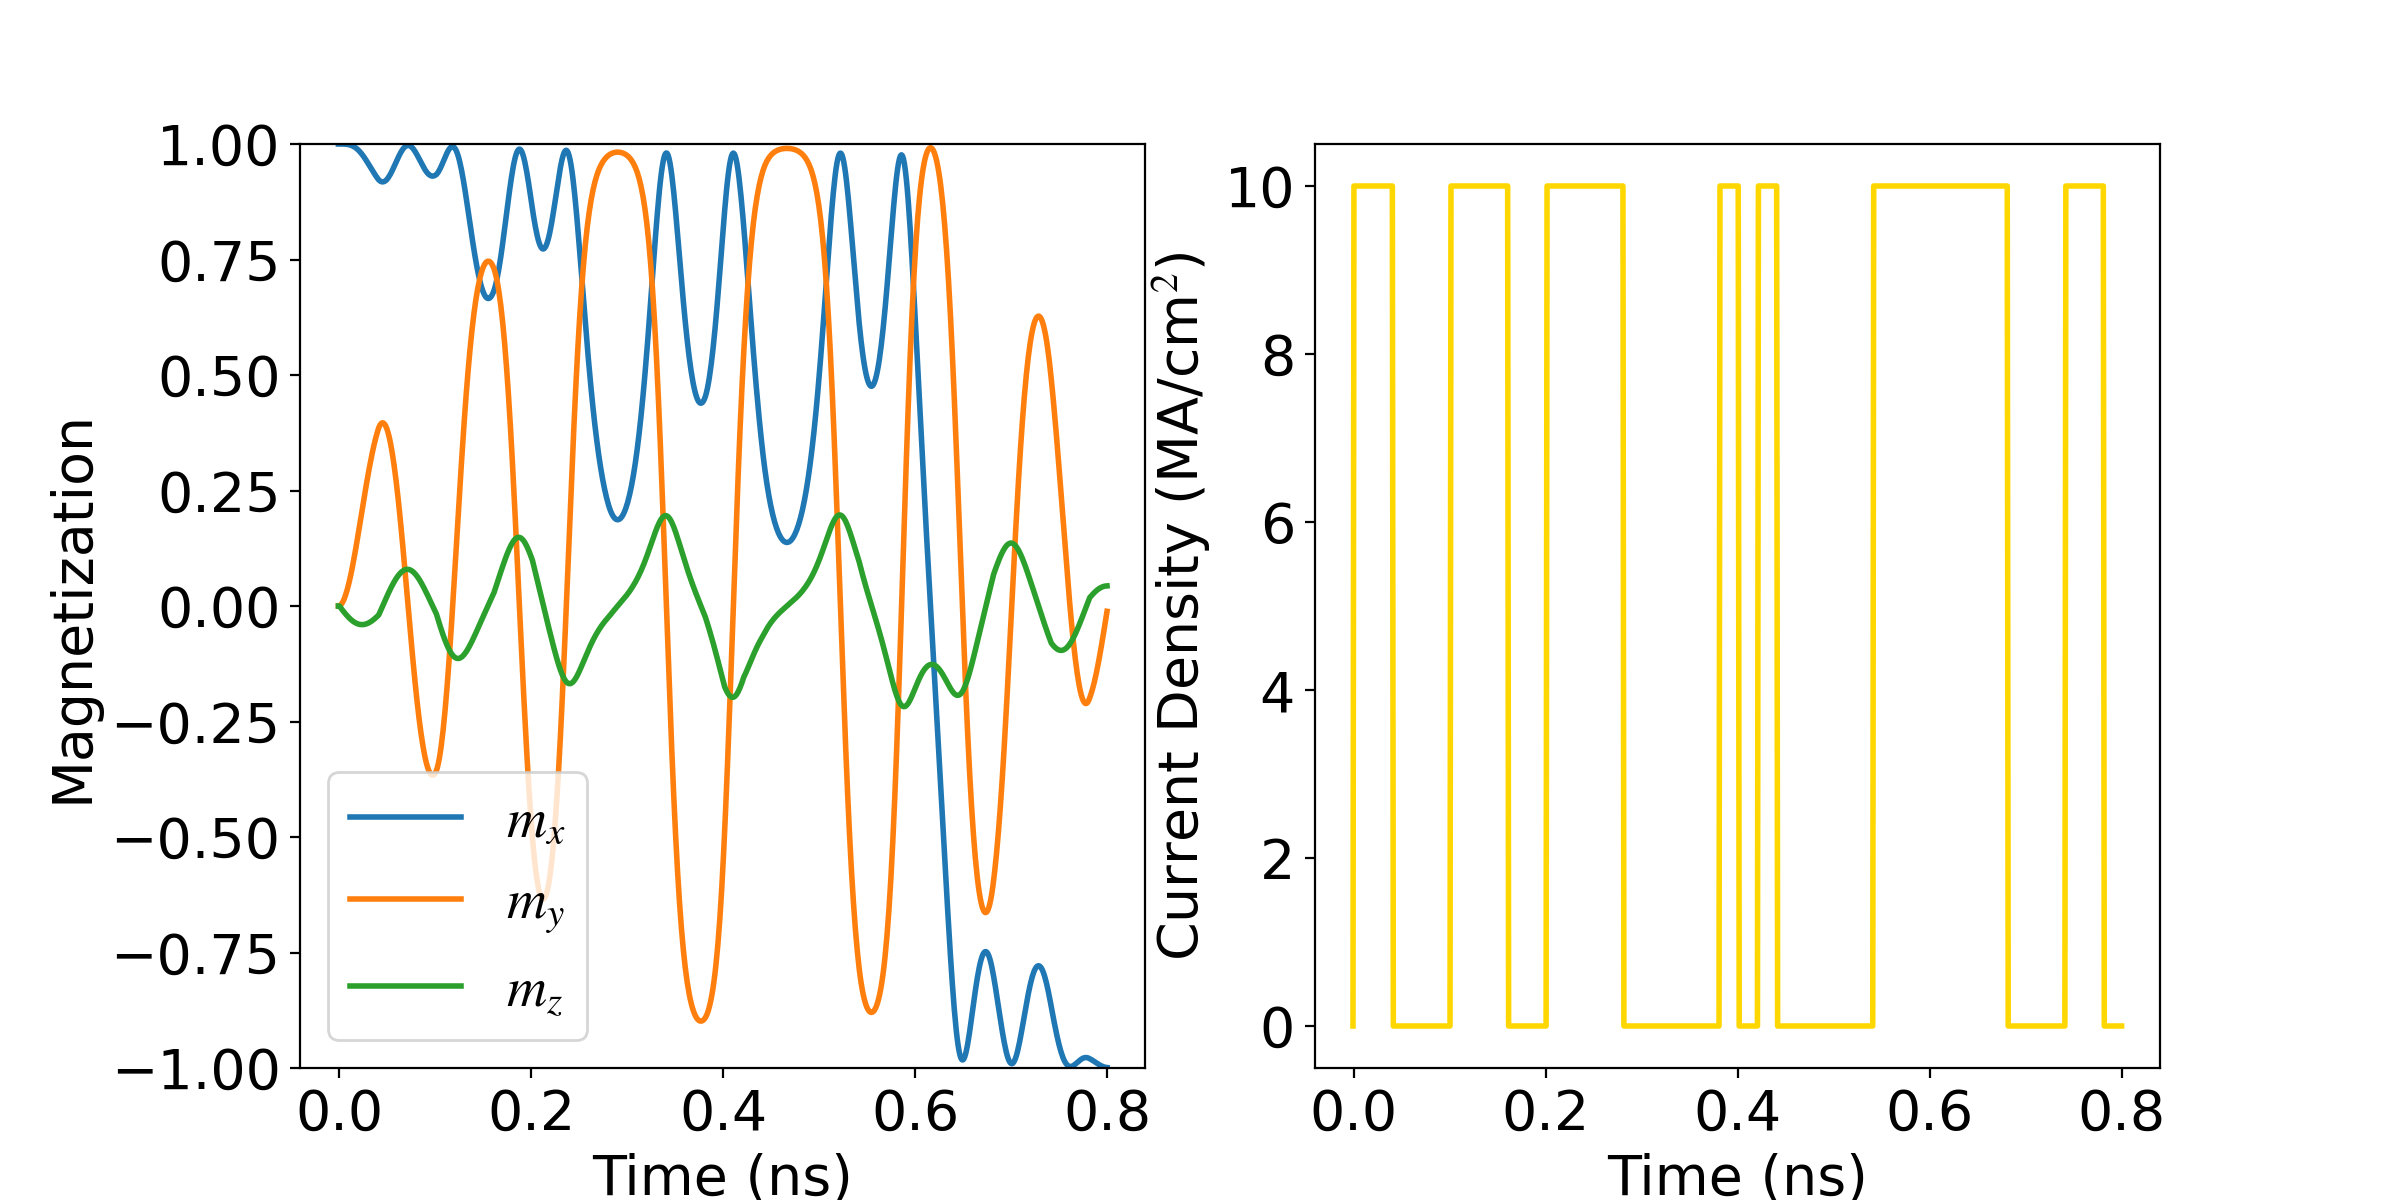 Magnetization
1.00
0.75
0.50
0.25
0.00
−0.25
−0.50
−0.75
−1.00
m_x
m_y
m_z
0.0 0.2 0.4 0.6 0.8
Time (ns)
Current Density (MA/cm²)
10
8
6
4
2
0
0.0 0.2 0.4 0.6 0.8
Time (ns)